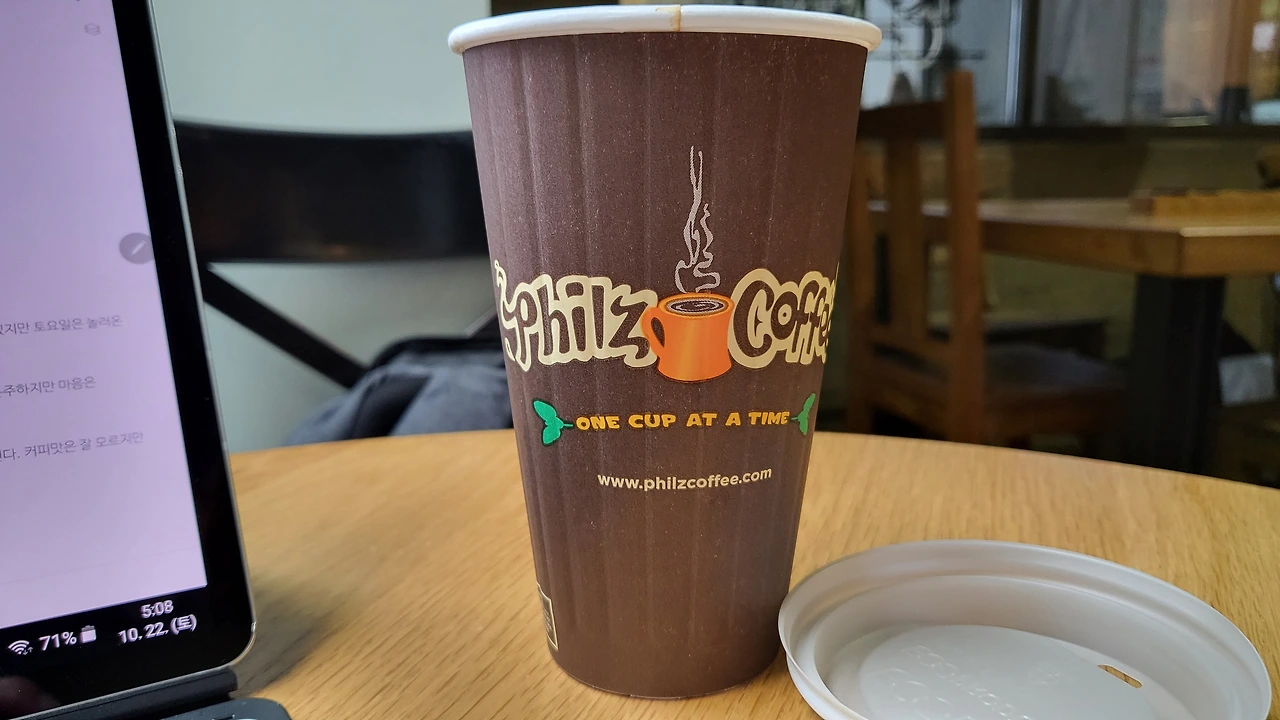 지만 토요일은 놀러온
주하지만 마음은
다. 커피맛은 잘 모르지만
71%
5:08
10. 22. (토)
Philz Coffee
ONE CUP AT A TIME
www.philzcoffee.com